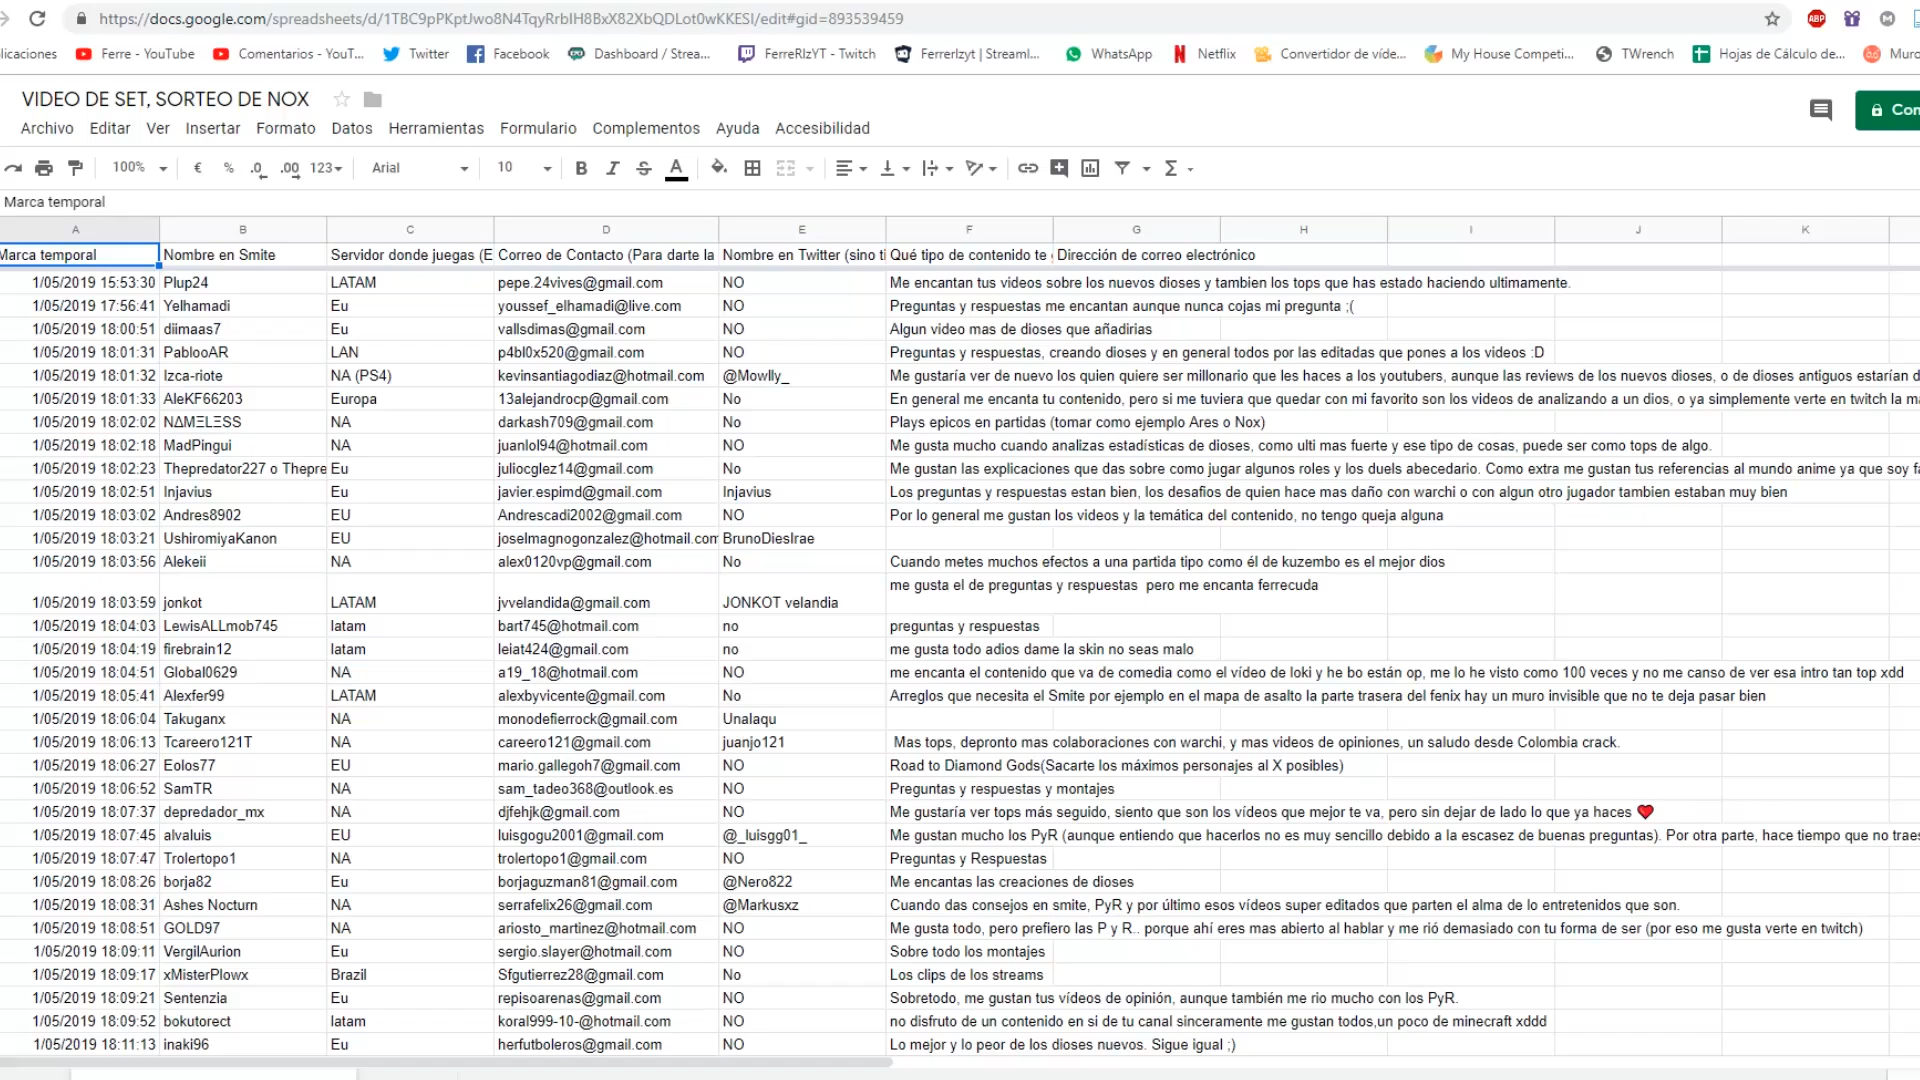 https://docs.google.com/spreadsheets/d/1TBC9pPKptJwo8N4TqyRrbIH8BxX82XbQDLot0wKKESI/edit#gid=893539459
licaciones Ferre - YouTube Comentarios - YouT... Twitter Facebook Dashboard / Strea... FerreRlzYT - Twitch Ferrerlzyt | Streaml... WhatsApp Netflix Convertidor de víde... My House Competi... TWrench Hojas de Cálculo de... Murc
VIDEO DE SET, SORTEO DE NOX
Con
Archivo Editar Ver Insertar Formato Datos Herramientas Formulario Complementos Ayuda Accesibilidad
100% € % .0 .00 123 Arial 10 B I S A
Marca temporal
A B C D E F G H I J K
Marca temporal Nombre en Smite Servidor donde juegas (E Correo de Contacto (Para darte la Nombre en Twitter (sino ti Qué tipo de contenido te Dirección de correo electrónico
1/05/2019 15:53:30 Plup24 LATAM pepe.24vives@gmail.com NO Me encantan tus videos sobre los nuevos dioses y tambien los tops que has estado haciendo ultimamente.
1/05/2019 17:56:41 Yelhamadi Eu youssef_elhamadi@live.com NO Preguntas y respuestas me encantan aunque nunca cojas mi pregunta ;(
1/05/2019 18:00:51 diimaas7 Eu vallsdimas@gmail.com NO Algun video mas de dioses que añadirias
1/05/2019 18:01:31 PablooAR LAN p4bl0x520@gmail.com NO Preguntas y respuestas, creando dioses y en general todos por las editadas que pones a los videos :D
1/05/2019 18:01:32 Izca-riote NA (PS4) kevinsantiagodiaz@hotmail.com @Mowlly_ Me gustaría ver de nuevo los quien quiere ser millonario que les haces a los youtubers, aunque las reviews de los nuevos dioses, o de dioses antiguos estarían d
1/05/2019 18:01:33 AleKF66203 Europa 13alejandrocp@gmail.com No En general me encanta tu contenido, pero si me tuviera que quedar con mi favorito son los videos de analizando a un dios, o ya simplemente verte en twitch la ma
1/05/2019 18:02:02 NΔMΞLΞSS NA darkash709@gmail.com No Plays epicos en partidas (tomar como ejemplo Ares o Nox)
1/05/2019 18:02:18 MadPingui NA juanlol94@hotmail.com NO Me gusta mucho cuando analizas estadísticas de dioses, como ulti mas fuerte y ese tipo de cosas, puede ser como tops de algo.
1/05/2019 18:02:23 Thepredator227 o Thepre Eu juliocglez14@gmail.com No Me gustan las explicaciones que das sobre como jugar algunos roles y los duels abecedario. Como extra me gustan tus referencias al mundo anime ya que soy fa
1/05/2019 18:02:51 Injavius Eu javier.espimd@gmail.com Injavius Los preguntas y respuestas estan bien, los desafios de quien hace mas daño con warchi o con algun otro jugador tambien estaban muy bien
1/05/2019 18:03:02 Andres8902 EU Andrescadi2002@gmail.com NO Por lo general me gustan los videos y la temática del contenido, no tengo queja alguna
1/05/2019 18:03:21 UshiromiyaKanon EU joselmagnogonzalez@hotmail.com BrunoDiesIrae
1/05/2019 18:03:56 Alekeii NA alex0120vp@gmail.com No Cuando metes muchos efectos a una partida tipo como él de kuzembo es el mejor dios
1/05/2019 18:03:59 jonkot LATAM jvvelandida@gmail.com JONKOT velandia me gusta el de preguntas y respuestas pero me encanta ferrecuda
1/05/2019 18:04:03 LewisALLmob745 latam bart745@hotmail.com no preguntas y respuestas
1/05/2019 18:04:19 firebrain12 latam leiat424@gmail.com no me gusta todo adios dame la skin no seas malo
1/05/2019 18:04:51 Global0629 NA a19_18@hotmail.com NO me encanta el contenido que va de comedia como el vídeo de loki y he bo están op, me lo he visto como 100 veces y no me canso de ver esa intro tan top xdd
1/05/2019 18:05:41 Alexfer99 LATAM alexbyvicente@gmail.com No Arreglos que necesita el Smite por ejemplo en el mapa de asalto la parte trasera del fenix hay un muro invisible que no te deja pasar bien
1/05/2019 18:06:04 Takuganx NA monodefierrock@gmail.com Unalaqu
1/05/2019 18:06:13 Tcareero121T NA careero121@gmail.com juanjo121 Mas tops, depronto mas colaboraciones con warchi, y mas videos de opiniones, un saludo desde Colombia crack.
1/05/2019 18:06:27 Eolos77 EU mario.gallegoh7@gmail.com NO Road to Diamond Gods(Sacarte los máximos personajes al X posibles)
1/05/2019 18:06:52 SamTR NA sam_tadeo368@outlook.es NO Preguntas y respuestas y montajes
1/05/2019 18:07:37 depredador_mx NA djfehjk@gmail.com NO Me gustaría ver tops más seguido, siento que son los vídeos que mejor te va, pero sin dejar de lado lo que ya haces ❤
1/05/2019 18:07:45 alvaluis EU luisgogu2001@gmail.com @_luisgg01_ Me gustan mucho los PyR (aunque entiendo que hacerlos no es muy sencillo debido a la escasez de buenas preguntas). Por otra parte, hace tiempo que no traes
1/05/2019 18:07:47 Trolertopo1 NA trolertopo1@gmail.com NO Preguntas y Respuestas
1/05/2019 18:08:26 borja82 Eu borjaguzman81@gmail.com @Nero822 Me encantas las creaciones de dioses
1/05/2019 18:08:31 Ashes Nocturn NA serrafelix26@gmail.com @Markusxz Cuando das consejos en smite, PyR y por último esos vídeos super editados que parten el alma de lo entretenidos que son.
1/05/2019 18:08:51 GOLD97 NA ariosto_martinez@hotmail.com NO Me gusta todo, pero prefiero las P y R.. porque ahí eres mas abierto al hablar y me rió demasiado con tu forma de ser (por eso me gusta verte en twitch)
1/05/2019 18:09:11 VergilAurion Eu sergio.slayer@hotmail.com NO Sobre todo los montajes
1/05/2019 18:09:17 xMisterPlowx Brazil Sfgutierrez28@gmail.com No Los clips de los streams
1/05/2019 18:09:21 Sentenzia Eu repisoarenas@gmail.com NO Sobretodo, me gustan tus vídeos de opinión, aunque también me rio mucho con los PyR.
1/05/2019 18:09:52 bokutorect latam koral999-10-@hotmail.com NO no disfruto de un contenido en si de tu canal sinceramente me gustan todos,un poco de minecraft xddd
1/05/2019 18:11:13 inaki96 Eu herfutboleros@gmail.com NO Lo mejor y lo peor de los dioses nuevos. Sigue igual ;)